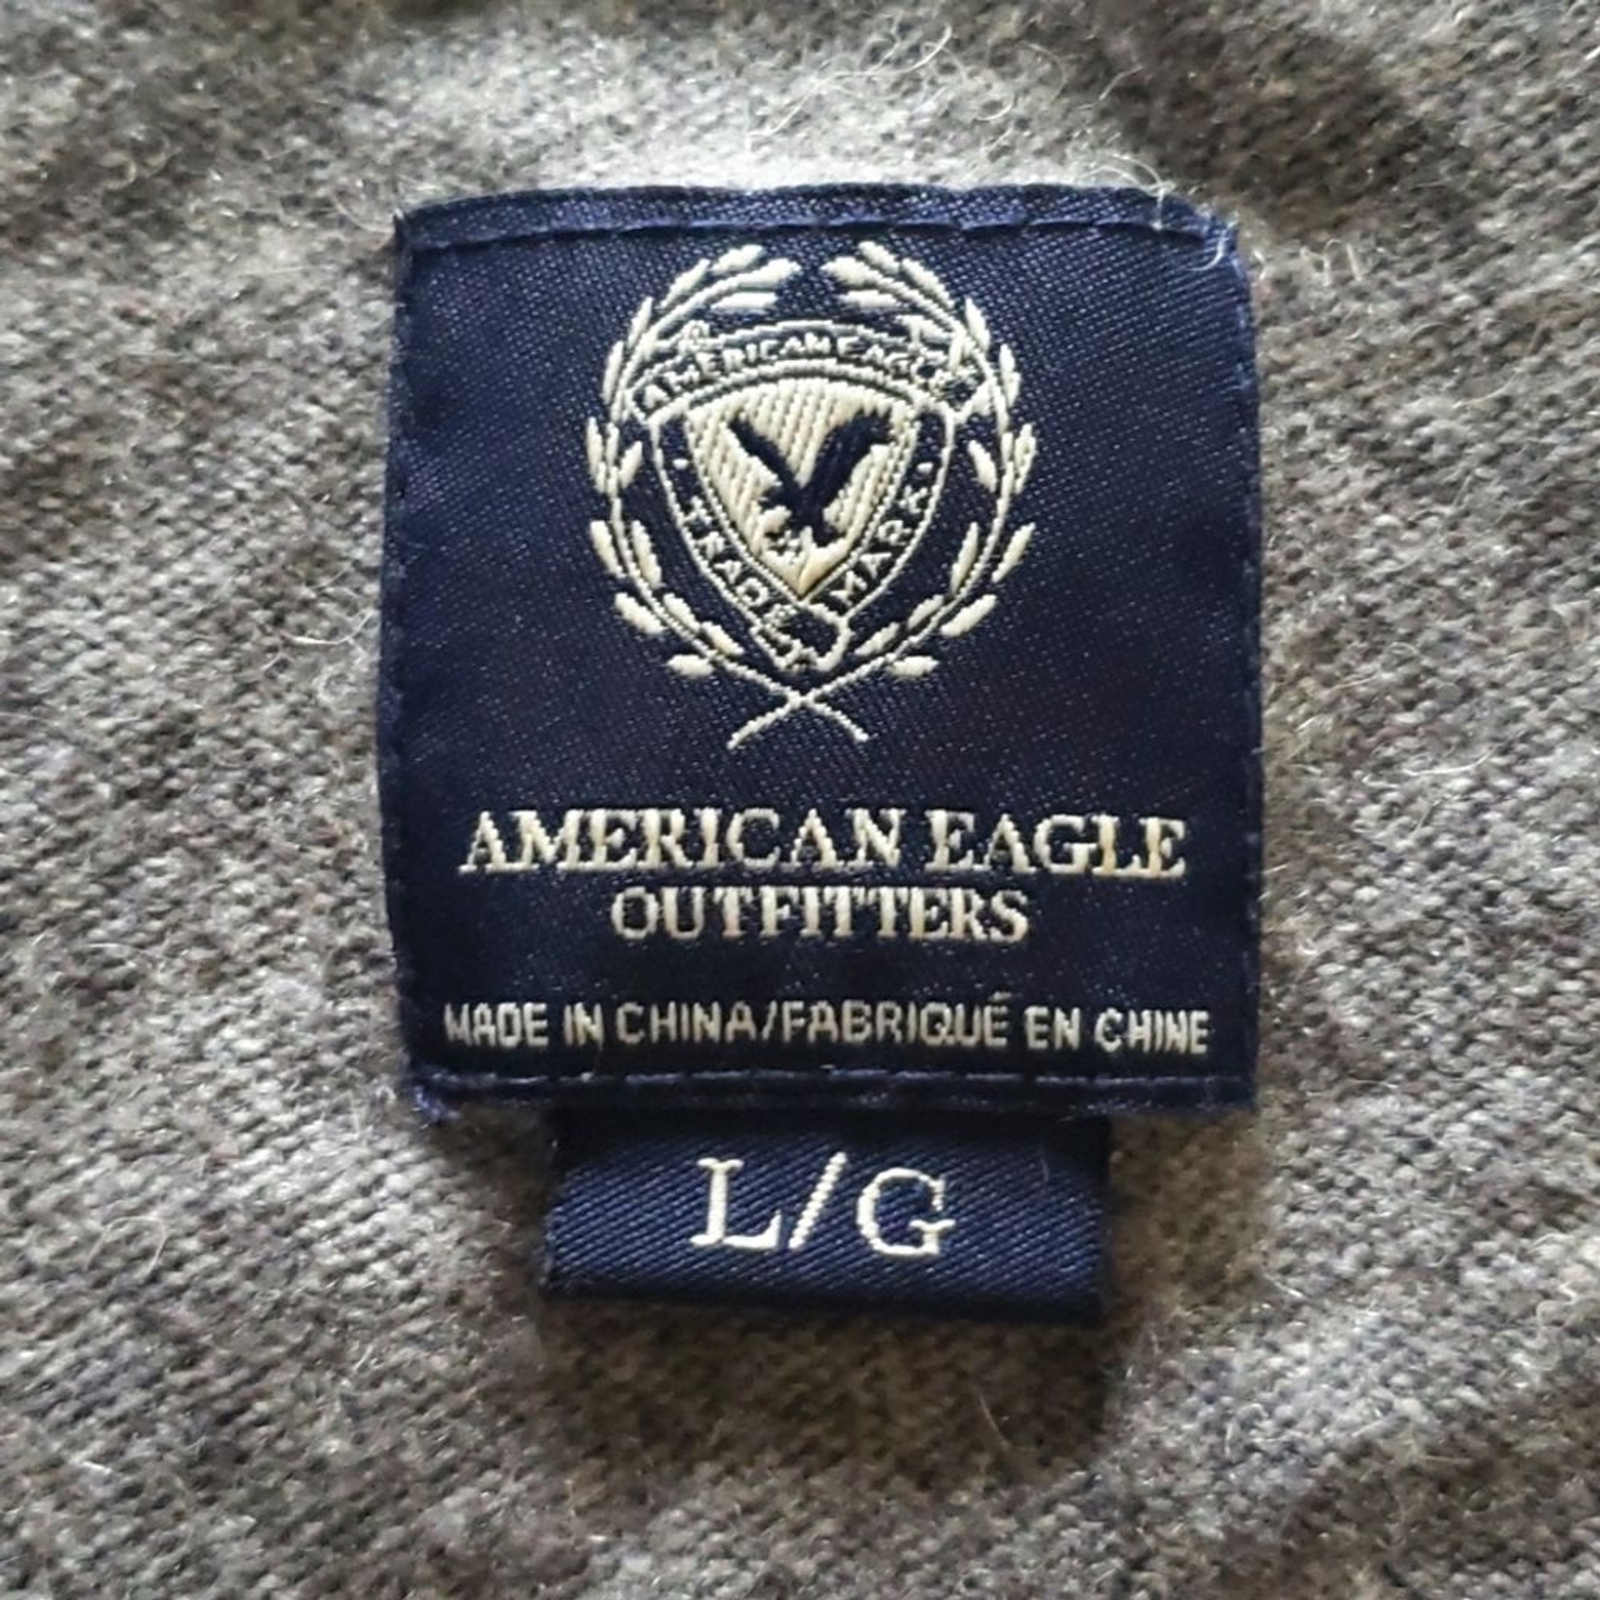 AMERICAN EAGLE
TRADE MARK
AMERICAN EAGLE
OUTFITTERS
MADE IN CHINA/FABRIQUÉ EN CHINE
L/G